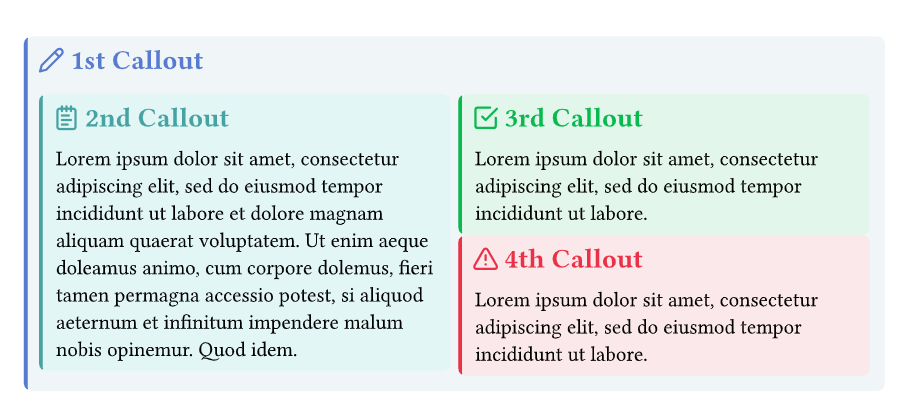 1st Callout
2nd Callout
Lorem ipsum dolor sit amet, consectetur
adipiscing elit, sed do eiusmod tempor
incididunt ut labore et dolore magnam
aliquam quaerat voluptatem. Ut enim aeque
doleamus animo, cum corpore dolemus, fieri
tamen permagna accessio potest, si aliquod
aeternum et infinitum impendere malum
nobis opinemur. Quod idem.
3rd Callout
Lorem ipsum dolor sit amet, consectetur
adipiscing elit, sed do eiusmod tempor
incididunt ut labore.
4th Callout
Lorem ipsum dolor sit amet, consectetur
adipiscing elit, sed do eiusmod tempor
incididunt ut labore.